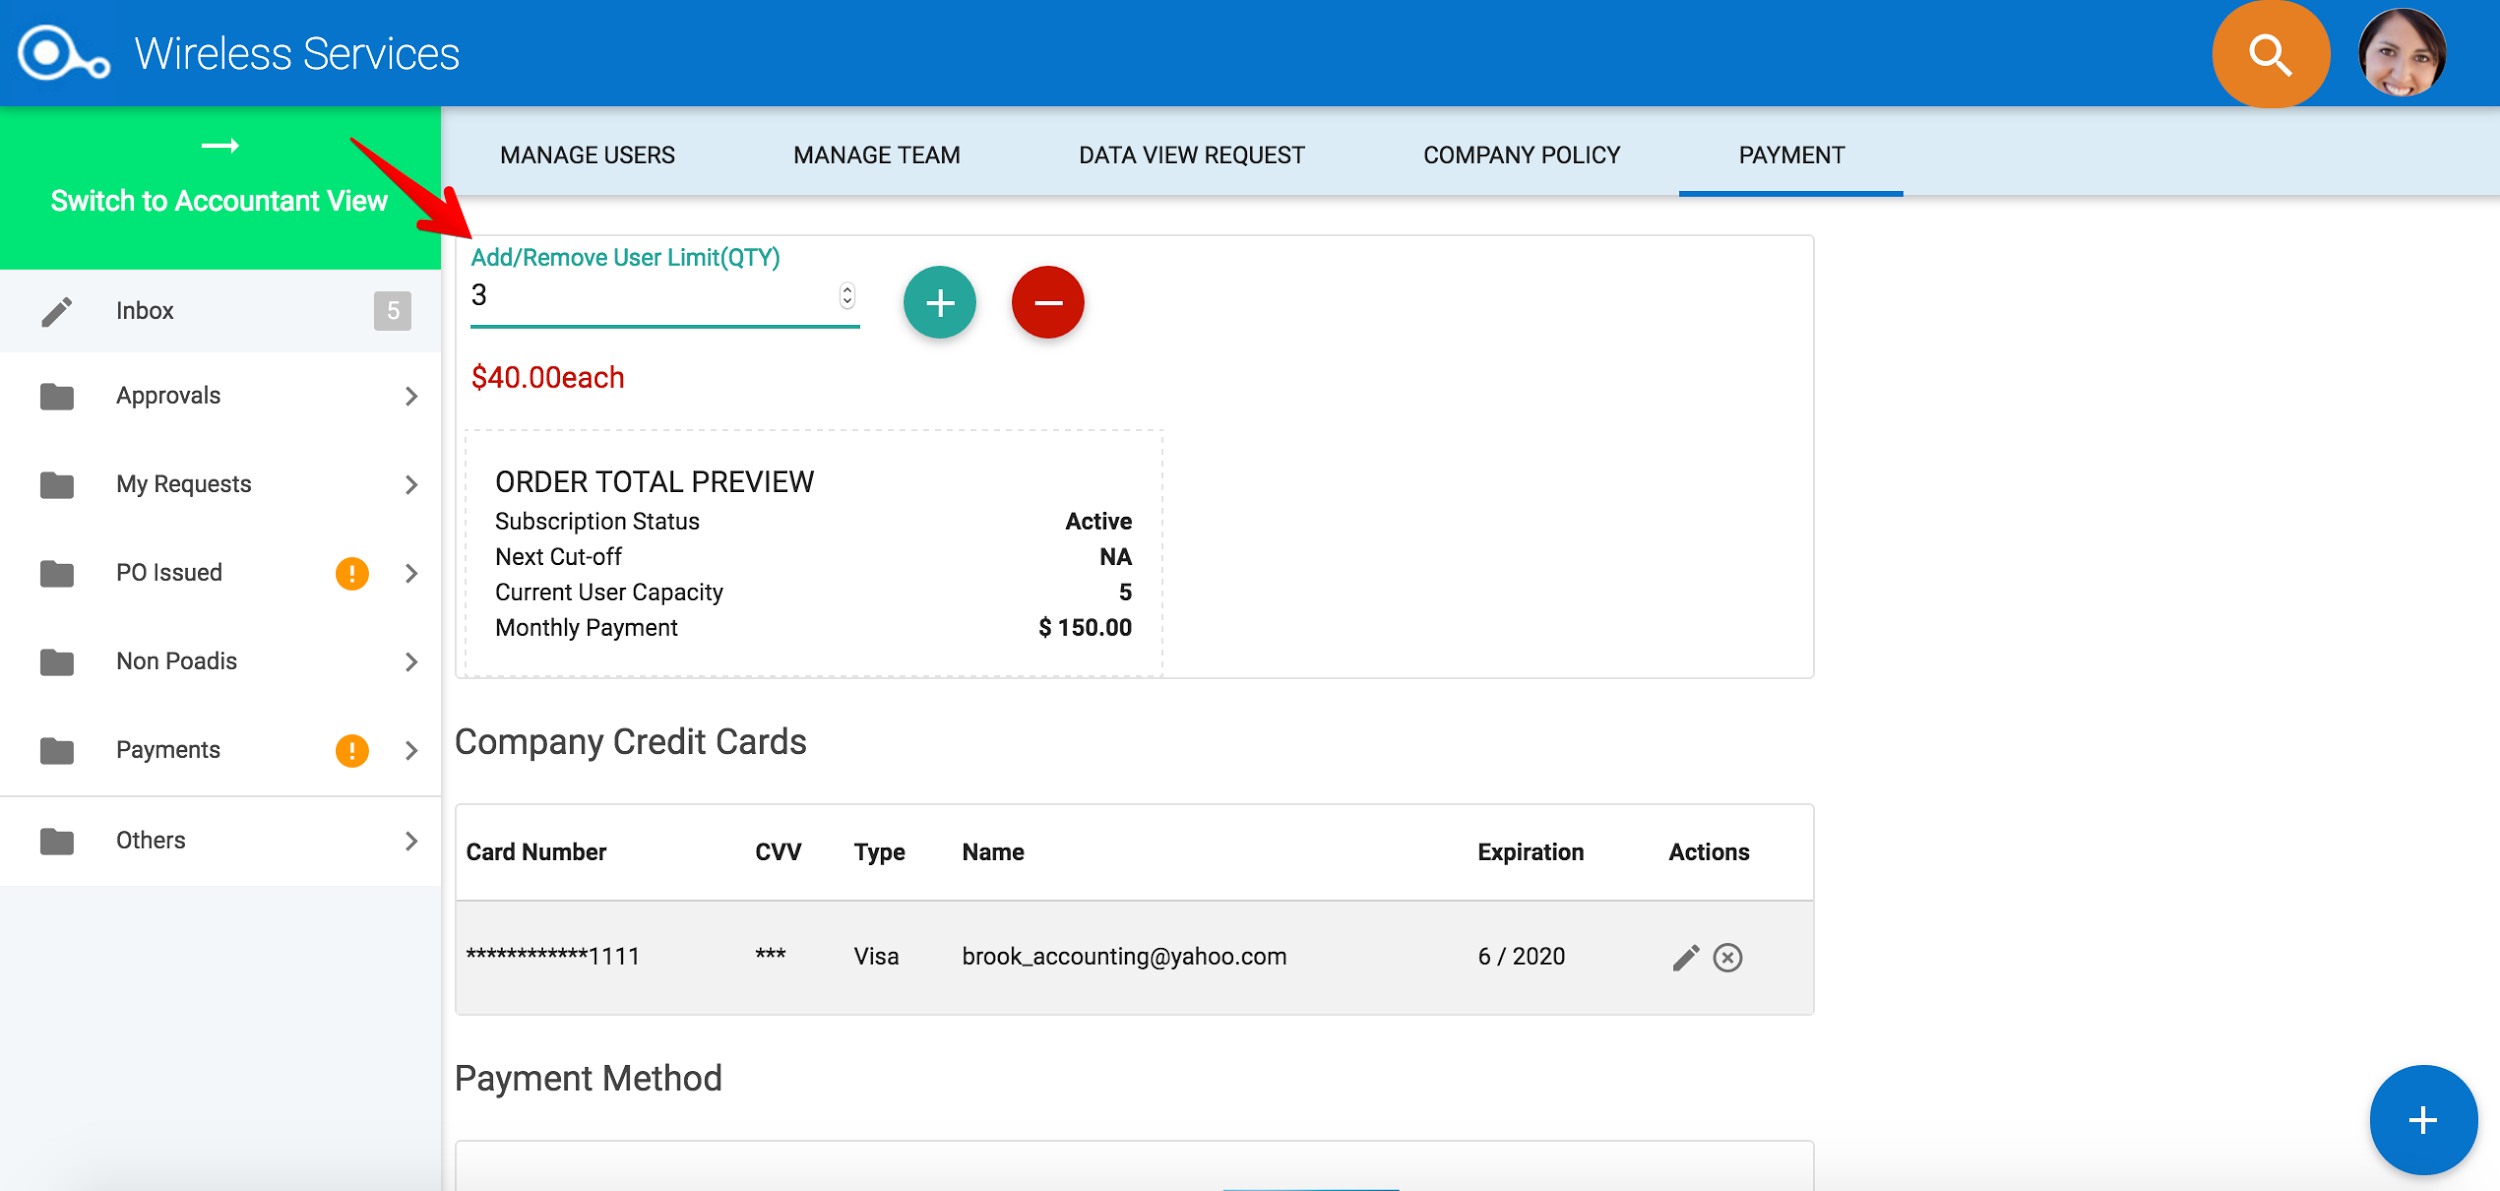 Wireless Services
Switch to Accountant View
MANAGE USERS MANAGE TEAM DATA VIEW REQUEST COMPANY POLICY PAYMENT
Inbox 5
Approvals
My Requests
PO Issued
Non Poadis
Payments
Others
Add/Remove User Limit(QTY)
3
$40.00each
ORDER TOTAL PREVIEW
Subscription Status Active
Next Cut-off NA
Current User Capacity 5
Monthly Payment $ 150.00
Company Credit Cards
Card Number CVV Type Name Expiration Actions
************1111 *** Visa brook_accounting@yahoo.com 6 / 2020
Payment Method